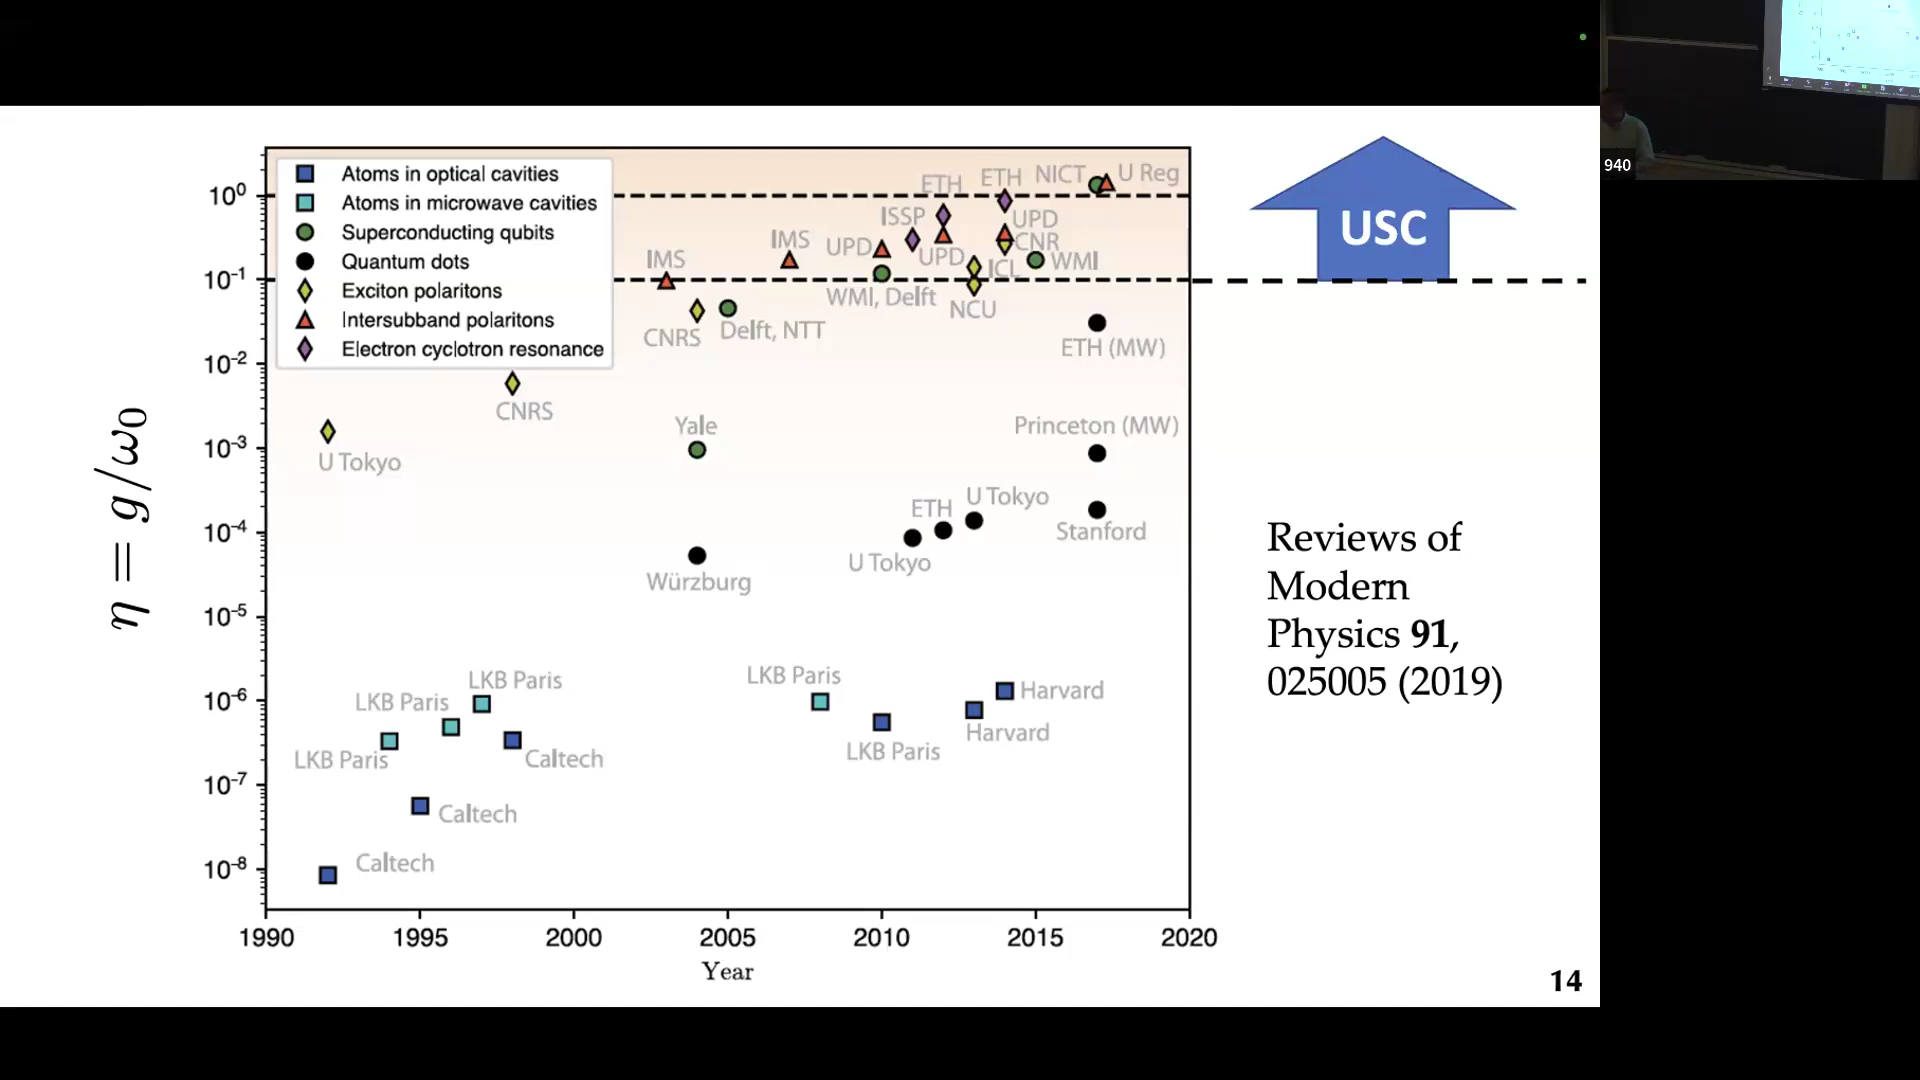 940
Atoms in optical cavities
Atoms in microwave cavities
Superconducting qubits
Quantum dots
Exciton polaritons
Intersubband polaritons
Electron cyclotron resonance
ETH
ETH
NICT
U Reg
ISSP
UPD
IMS
IMS
UPD
UPD
CNR
ICL
WMI
WMI, Delft
NCU
CNRS
Delft, NTT
ETH (MW)
CNRS
U Tokyo
Yale
Princeton (MW)
ETH
U Tokyo
U Tokyo
Stanford
Würzburg
LKB Paris
LKB Paris
LKB Paris
Caltech
Caltech
Caltech
LKB Paris
LKB Paris
Harvard
Harvard
10⁰
10⁻¹
10⁻²
10⁻³
10⁻⁴
10⁻⁵
10⁻⁶
10⁻⁷
10⁻⁸
η = g/ω₀
1990 1995 2000 2005 2010 2015 2020
Year
USC
Reviews of
Modern
Physics 91,
025005 (2019)
14